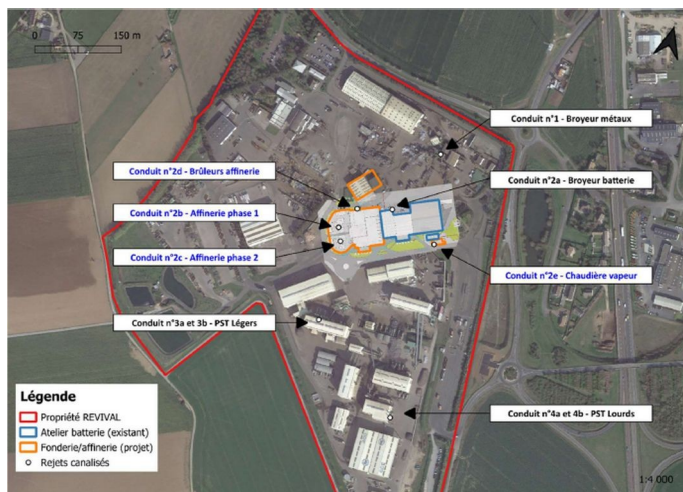 0 75 150 m
Conduit n°1 - Broyeur métaux
Conduit n°2d - Brûleurs affinerie
Conduit n°2a - Broyeur batterie
Conduit n°2b - Affinerie phase 1
Conduit n°2c - Affinerie phase 2
Conduit n°2e - Chaudière vapeur
Conduit n°3a et 3b - PST Légers
Conduit n°4a et 4b - PST Lourds
Légende
Propriété REVIVAL
Atelier batterie (existant)
Fonderie/affinerie (projet)
Rejets canalisés
1:4 000